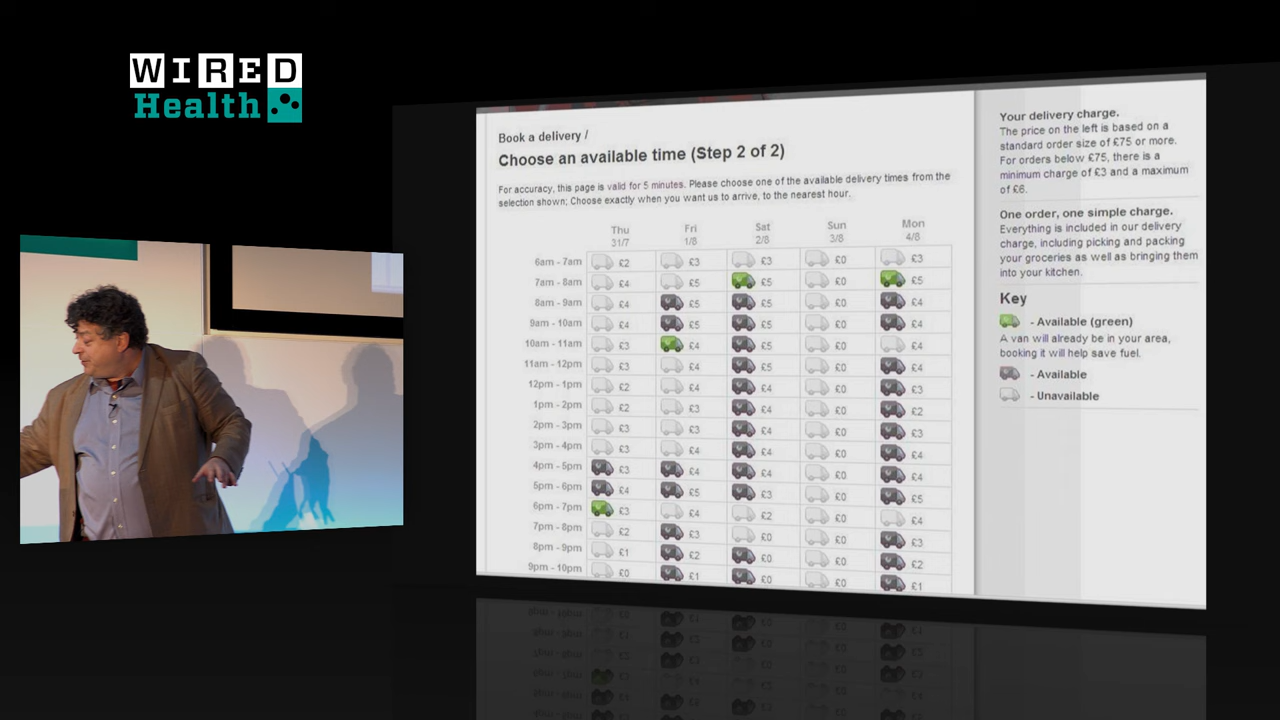 WIRED
Health
Book a delivery /
Choose an available time (Step 2 of 2)
For accuracy, this page is valid for 5 minutes. Please choose one of the available delivery times from the
selection shown; Choose exactly when you want us to arrive, to the nearest hour.
Thu Fri Sat Sun Mon
31/7 1/8 2/8 3/8 4/8
6am - 7am £2 £3 £3 £0 £3
7am - 8am £4 £5 £5 £0 £5
8am - 9am £4 £5 £5 £0 £4
9am - 10am £4 £5 £5 £0 £4
10am - 11am £3 £4 £5 £0 £4
11am - 12pm £3 £4 £5 £0 £4
12pm - 1pm £2 £4 £4 £0 £3
1pm - 2pm £2 £3 £4 £0 £2
2pm - 3pm £3 £4 £4 £0 £3
3pm - 4pm £3 £4 £4 £0 £4
4pm - 5pm £3 £4 £4 £0 £4
5pm - 6pm £4 £5 £3 £0 £5
6pm - 7pm £3 £4 £2 £0 £4
7pm - 8pm £2 £3 £0 £0 £3
8pm - 9pm £1 £2 £0 £0 £2
9pm - 10pm £0 £1 £0 £0 £1
Your delivery charge.
The price on the left is based on a
standard order size of £75 or more.
For orders below £75, there is a
minimum charge of £3 and a maximum
of £6.
One order, one simple charge.
Everything is included in our delivery
charge, including picking and packing
your groceries as well as bringing them
into your kitchen.
Key
- Available (green)
A van will already be in your area,
booking it will help save fuel.
- Available
- Unavailable